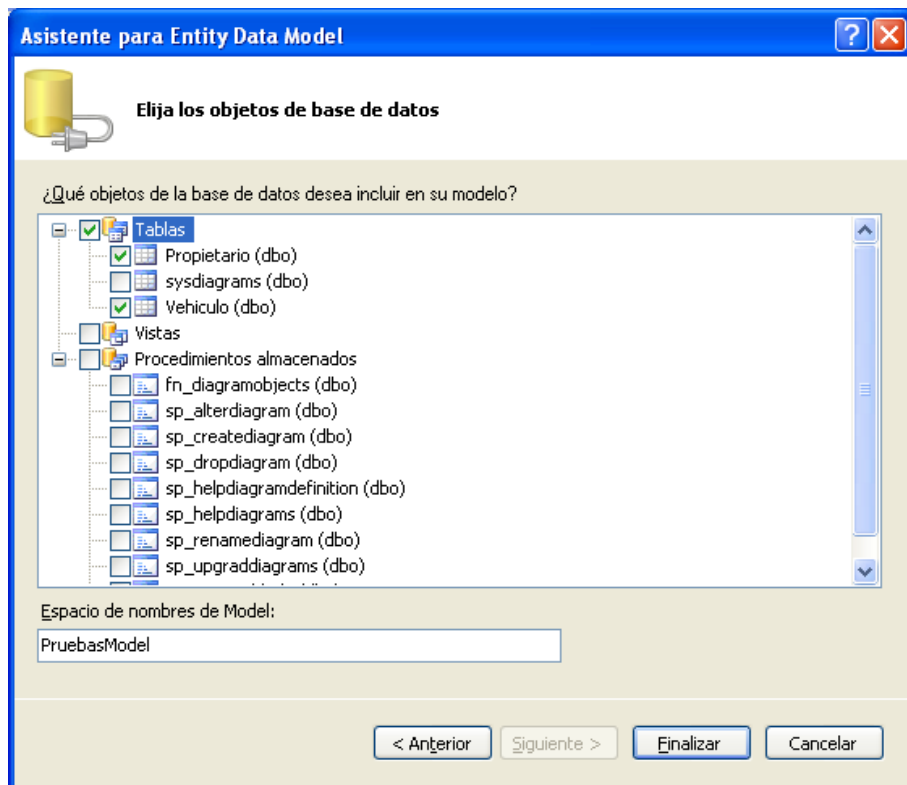 Asistente para Entity Data Model
Elija los objetos de base de datos
¿Qué objetos de la base de datos desea incluir en su modelo?
Tablas
Propietario (dbo)
sysdiagrams (dbo)
Vehiculo (dbo)
Vistas
Procedimientos almacenados
fn_diagramobjects (dbo)
sp_alterdiagram (dbo)
sp_creatediagram (dbo)
sp_dropdiagram (dbo)
sp_helpdiagramdefinition (dbo)
sp_helpdiagrams (dbo)
sp_renamediagram (dbo)
sp_upgraddiagrams (dbo)
Espacio de nombres de Model:
PruebasModel
< Anterior Siguiente > Finalizar Cancelar